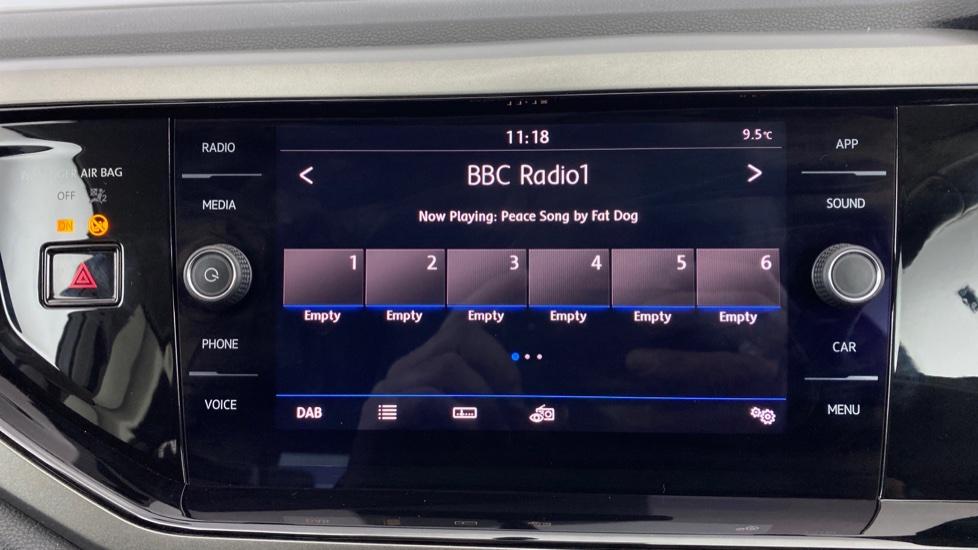 11:18
9.5°C
RADIO
APP
BBC Radio1
AIR BAG
OFF
MEDIA
SOUND
Now Playing: Peace Song by Fat Dog
ON
1 2 3 4 5 6
Empty Empty Empty Empty Empty Empty
PHONE
CAR
VOICE
DAB
MENU